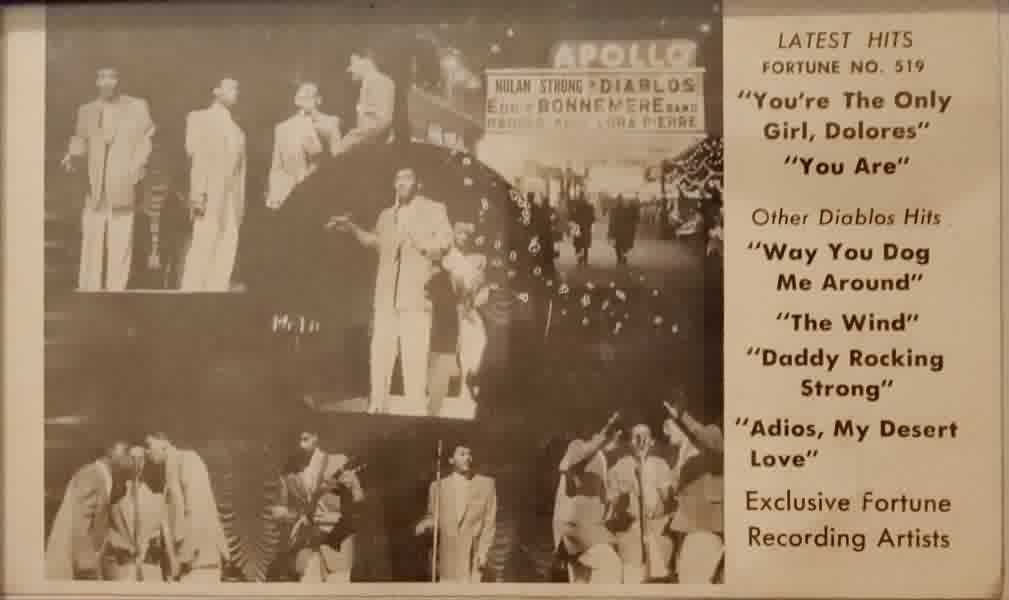 APOLLO
NOLAN STRONG & DIABLOS
BONNEMERE BAND
LORA PIERRE
LATEST HITS
FORTUNE NO. 519
"You're The Only
Girl, Dolores"
"You Are"
Other Diablos Hits
"Way You Dog
Me Around"
"The Wind"
"Daddy Rocking
Strong"
"Adios, My Desert
Love"
Exclusive Fortune
Recording Artists